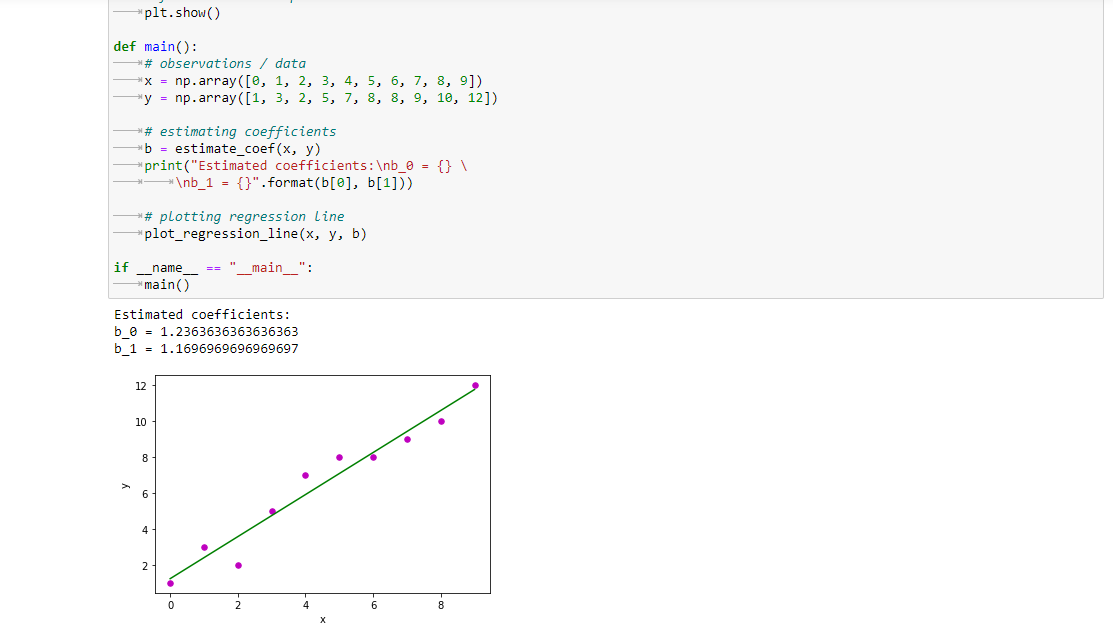 plt.show()
def main():
# observations / data
x = np.array([0, 1, 2, 3, 4, 5, 6, 7, 8, 9])
y = np.array([1, 3, 2, 5, 7, 8, 8, 9, 10, 12])
# estimating coefficients
b = estimate_coef(x, y)
print("Estimated coefficients:\nb_0 = {} \
\nb_1 = {}".format(b[0], b[1]))
# plotting regression line
plot_regression_line(x, y, b)
if __name__ == "__main__":
main()
Estimated coefficients:
b_0 = 1.2363636363636363
b_1 = 1.1696969696969697
12
10
8
6
4
2
y
0 2 4 6 8
x